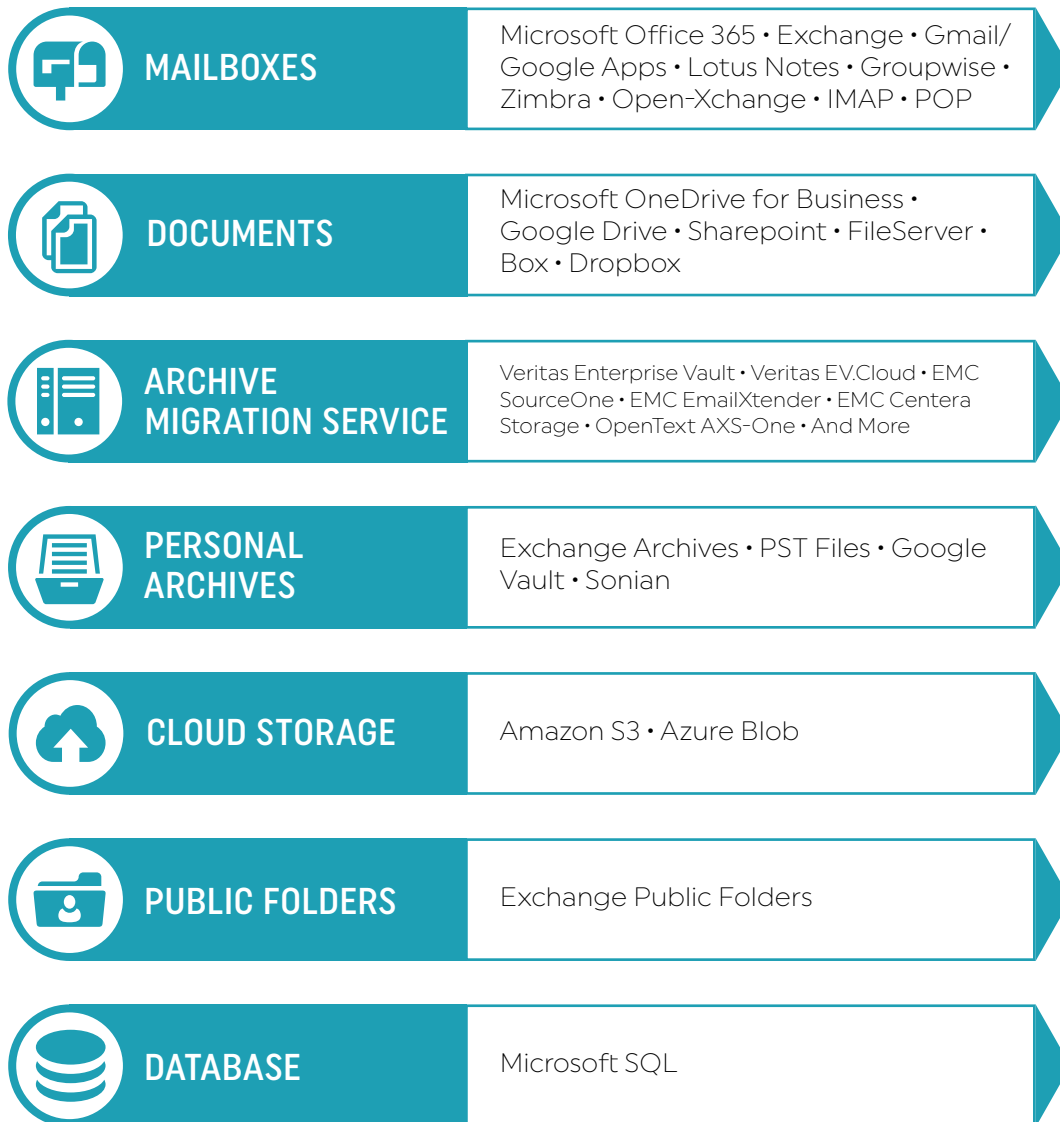 MAILBOXES
Microsoft Office 365 • Exchange • Gmail/
Google Apps • Lotus Notes • Groupwise •
Zimbra • Open-Xchange • IMAP • POP
DOCUMENTS
Microsoft OneDrive for Business •
Google Drive • Sharepoint • FileServer •
Box • Dropbox
ARCHIVE
MIGRATION SERVICE
Veritas Enterprise Vault • Veritas EV.Cloud • EMC
SourceOne • EMC EmailXtender • EMC Centera
Storage • OpenText AXS-One • And More
PERSONAL
ARCHIVES
Exchange Archives • PST Files • Google
Vault • Sonian
CLOUD STORAGE
Amazon S3 • Azure Blob
PUBLIC FOLDERS
Exchange Public Folders
DATABASE
Microsoft SQL